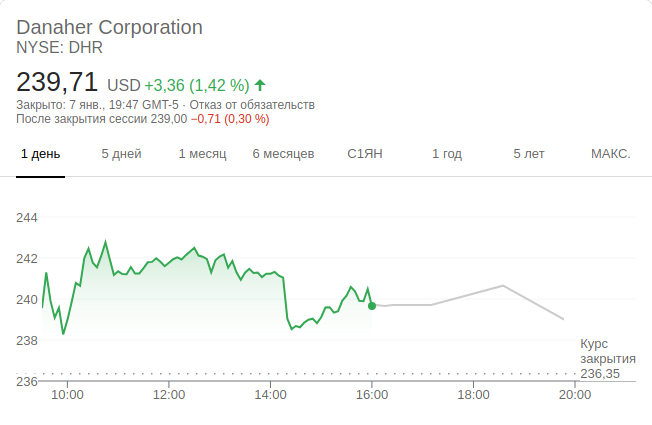 Danaher Corporation
NYSE: DHR
239,71 USD +3,36 (1,42 %)
Закрыто: 7 янв., 19:47 GMT-5 · Отказ от обязательств
После закрытия сессии 239,00 −0,71 (0,30 %)
1 день 5 дней 1 месяц 6 месяцев С1ЯН 1 год 5 лет МАКС.
244
242
240
238
Курс
закрытия
236,35
236
10:00 12:00 14:00 16:00 18:00 20:00